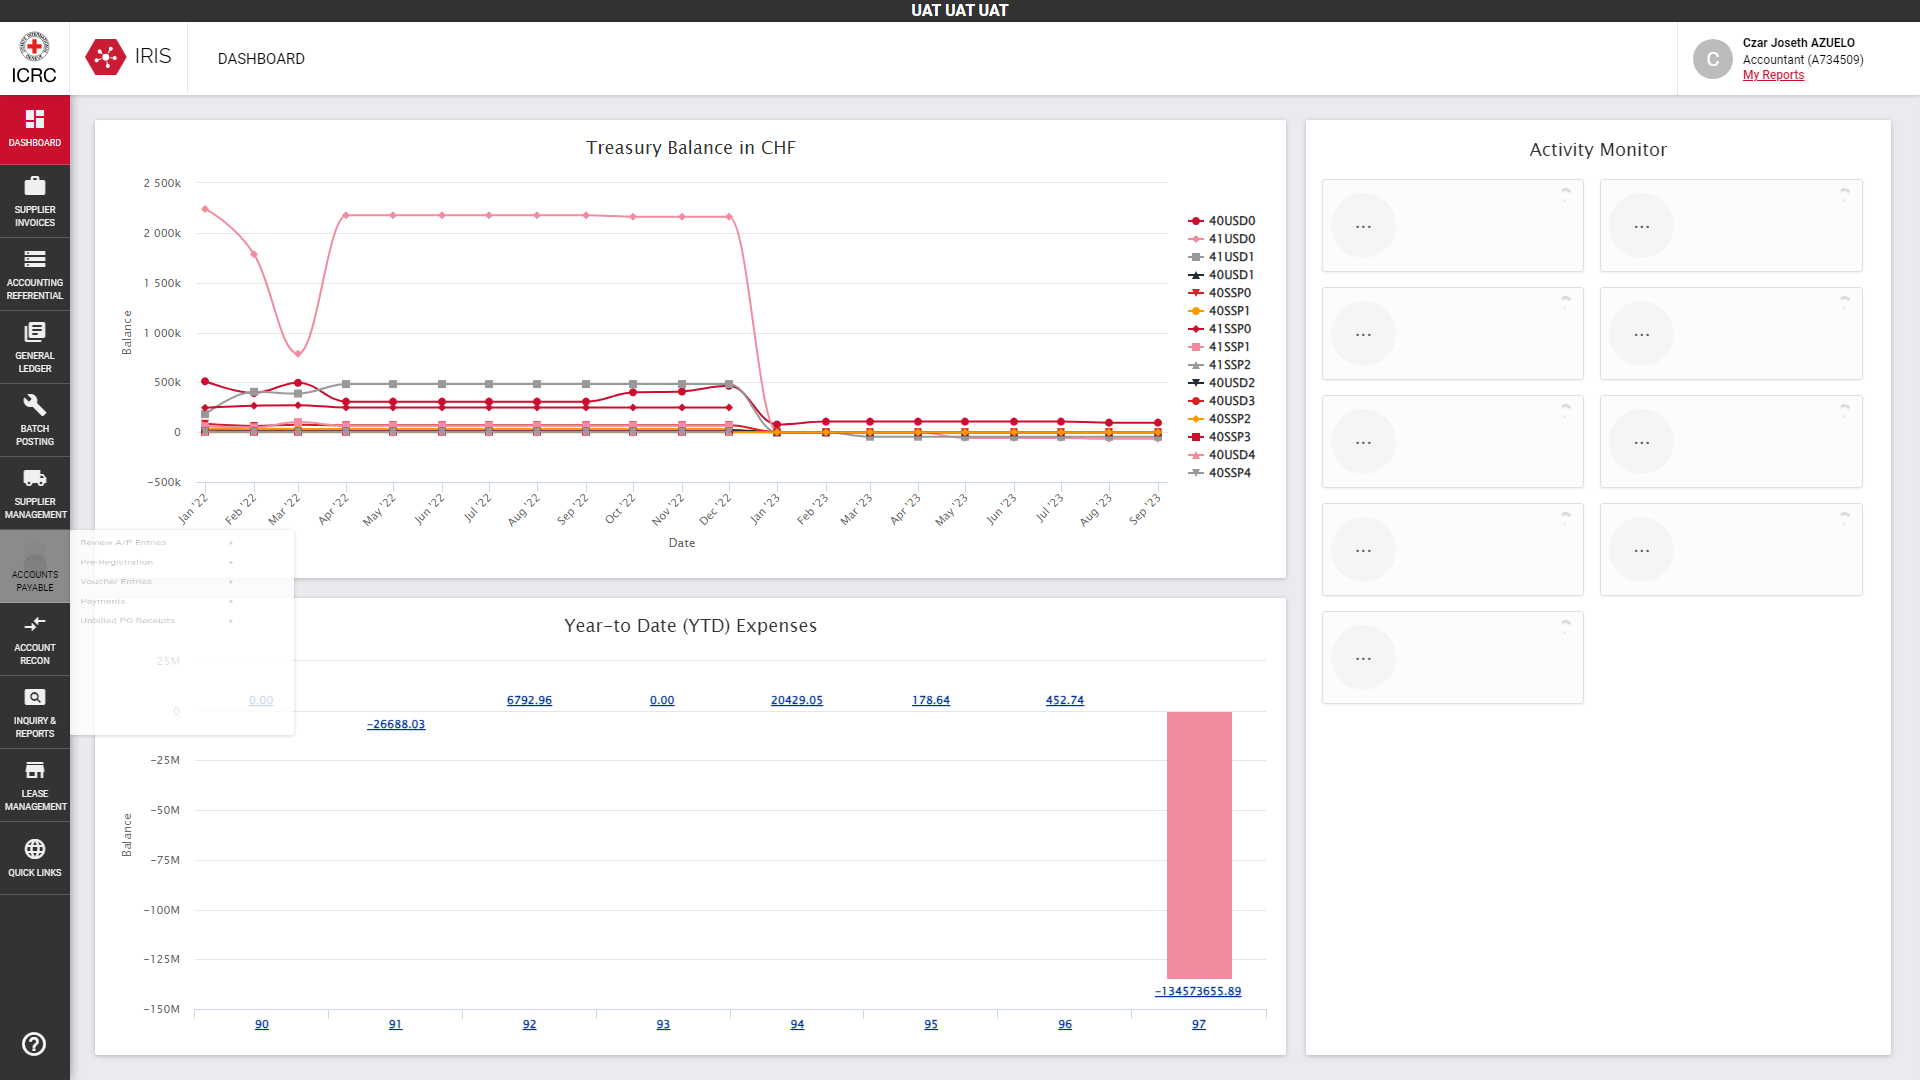 UAT UAT UAT
ICRC
IRIS
DASHBOARD
Czar Joseth AZUELO
Accountant (A734509)
My Reports
C
DASHBOARD
SUPPLIER
INVOICES
ACCOUNTING
REFERENTIAL
GENERAL
LEDGER
BATCH
POSTING
SUPPLIER
MANAGEMENT
ACCOUNTS
PAYABLE
ACCOUNT
RECON
INQUIRY &
REPORTS
LEASE
MANAGEMENT
QUICK LINKS
Review A/P Entries
Pre-Registration
Voucher Entries
Payments
Unbilled PO Receipts
Treasury Balance in CHF
Balance
2 500k
2 000k
1 500k
1 000k
500k
0
-500k
Jan '22
Feb '22
Mar '22
Apr '22
May '22
Jun '22
Jul '22
Aug '22
Sep '22
Oct '22
Nov '22
Dec '22
Jan '23
Feb '23
Mar '23
Apr '23
May '23
Jun '23
Jul '23
Aug '23
Sep '23
Date
40USD0
41USD0
41USD1
40USD1
40SSP0
40SSP1
41SSP0
41SSP1
41SSP2
40USD2
40USD3
40SSP2
40SSP3
40USD4
40SSP4
Year-to Date (YTD) Expenses
Balance
25M
0
-25M
-50M
-75M
-100M
-125M
-150M
0.00
-26688.03
6792.96
0.00
20429.05
178.64
452.74
-134573655.89
90
91
92
93
94
95
96
97
Activity Monitor
...
...
...
...
...
...
...
...
...